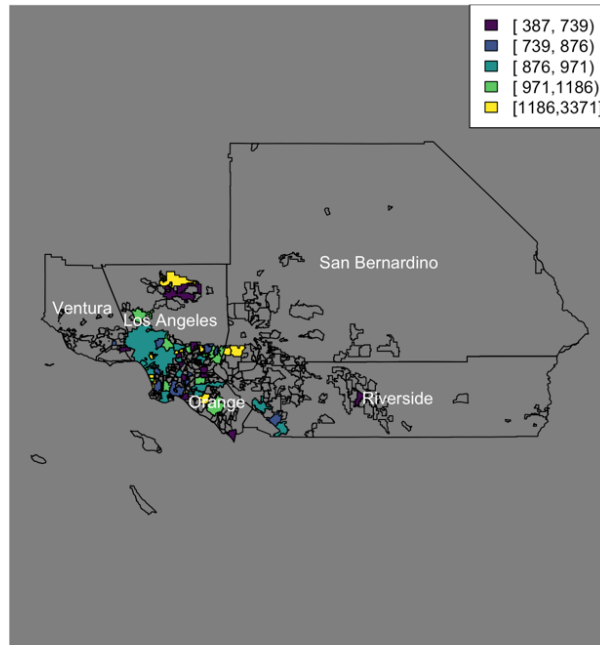 [ 387, 739)
[ 739, 876)
[ 876, 971)
[ 971,1186)
[1186,3371]
San Bernardino
Ventura
Los Angeles
Orange
Riverside